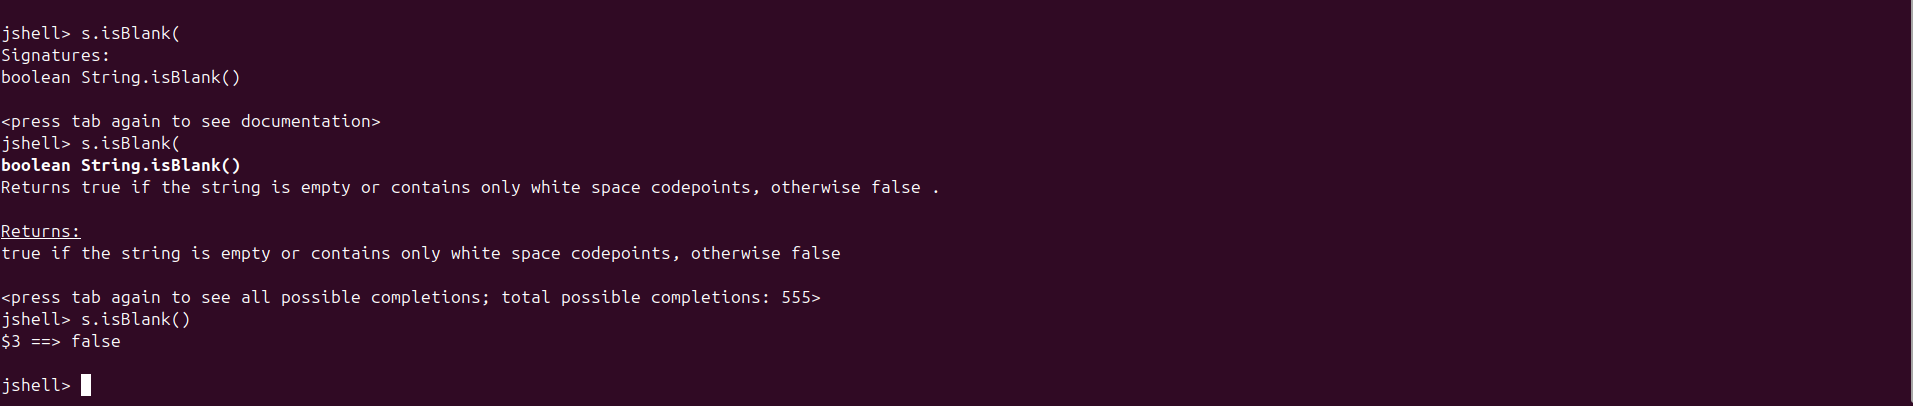 jshell> s.isBlank(
Signatures:
boolean String.isBlank()
<press tab again to see documentation>
jshell> s.isBlank(
boolean String.isBlank()
Returns true if the string is empty or contains only white space codepoints, otherwise false .
Returns:
true if the string is empty or contains only white space codepoints, otherwise false
<press tab again to see all possible completions; total possible completions: 555>
jshell> s.isBlank()
$3 ==> false
jshell>